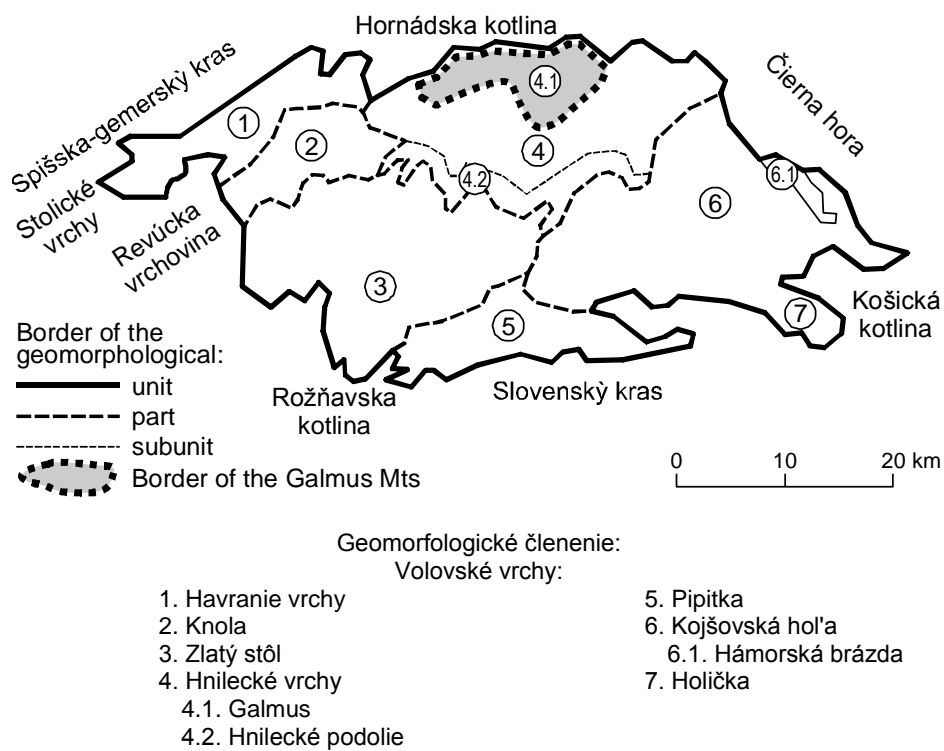 Hornádska kotlina
Spišska-gemerský kras
Čierna hora
4.1
1
2
4
4.2
6.1
6
Stolické
vrchy
Revúcka
vrchovina
3
5
7
Košická
kotlina
Border of the
geomorphological:
unit
part
subunit
Border of the Galmus Mts
Rožňavska
kotlina
Slovenský kras
0 10 20 km
Geomorfologické členenie:
Volovské vrchy:
1. Havranie vrchy
2. Knola
3. Zlatý stôl
4. Hnilecké vrchy
4.1. Galmus
4.2. Hnilecké podolie
5. Pipitka
6. Kojšovská hol'a
6.1. Hámorská brázda
7. Holička